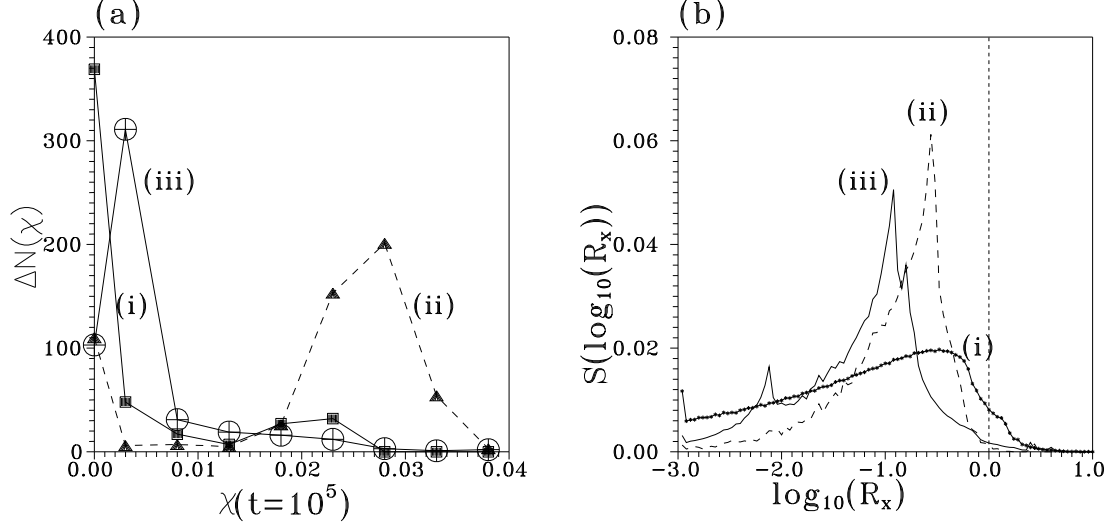 (a)
400
300
200
100
0
ΔN(χ)
(iii)
(i)
(ii)
0.00 0.01 0.02 0.03 0.04
χ(t=10⁵)
(b)
0.08
0.06
0.04
0.02
0.00
S(log₁₀(Rₓ))
(ii)
(iii)
(i)
−3.0 −2.0 −1.0 0.0 1.0
log₁₀(Rₓ)